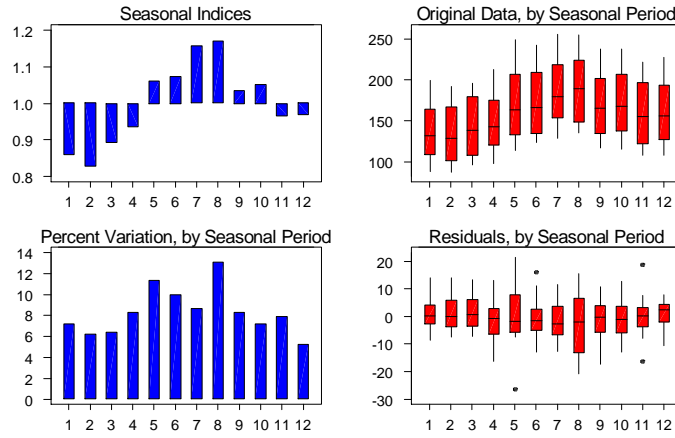 Seasonal Indices
1.2
1.1
1.0
0.9
0.8
1 2 3 4 5 6 7 8 9 10 11 12
Original Data, by Seasonal Period
250
200
150
100
1 2 3 4 5 6 7 8 9 10 11 12
Percent Variation, by Seasonal Period
14
12
10
8
6
4
2
0
1 2 3 4 5 6 7 8 9 10 11 12
Residuals, by Seasonal Period
20
10
0
-10
-20
-30
1 2 3 4 5 6 7 8 9 10 11 12